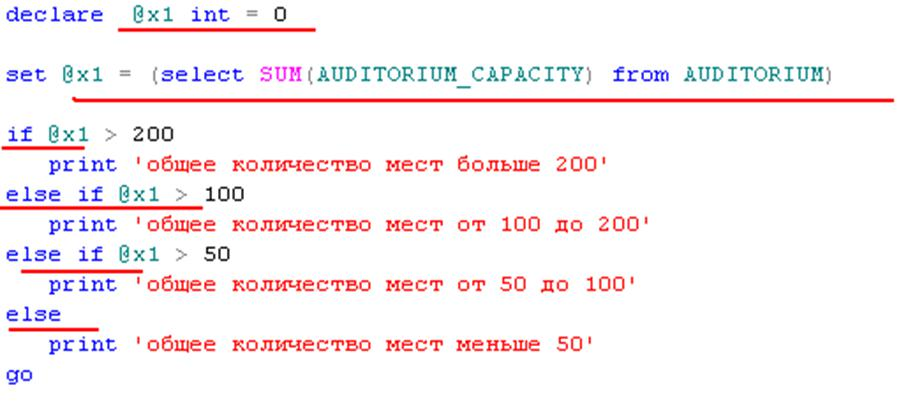 declare @x1 int = 0
set @x1 = (select SUM(AUDITORIUM_CAPACITY) from AUDITORIUM)
if @x1 > 200
print 'общее количество мест больше 200'
else if @x1 > 100
print 'общее количество мест от 100 до 200'
else if @x1 > 50
print 'общее количество мест от 50 до 100'
else
print 'общее количество мест меньше 50'
go